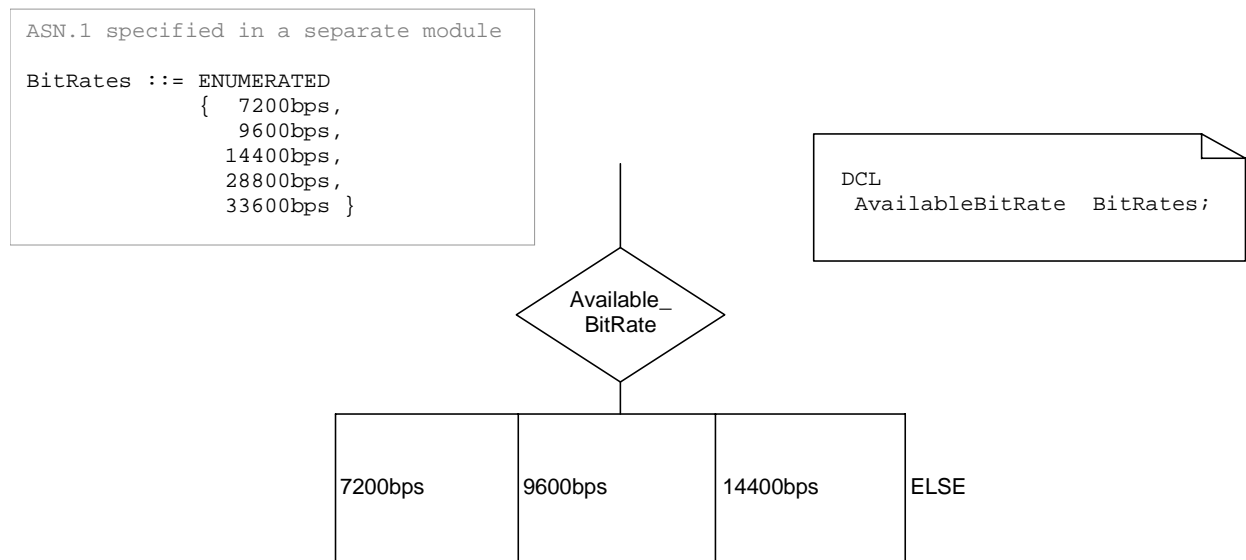 ASN.1 specified in a separate module
BitRates ::= ENUMERATED
{ 7200bps,
9600bps,
14400bps,
28800bps,
33600bps }
DCL
AvailableBitRate BitRates;
Available_
BitRate
7200bps
9600bps
14400bps
ELSE